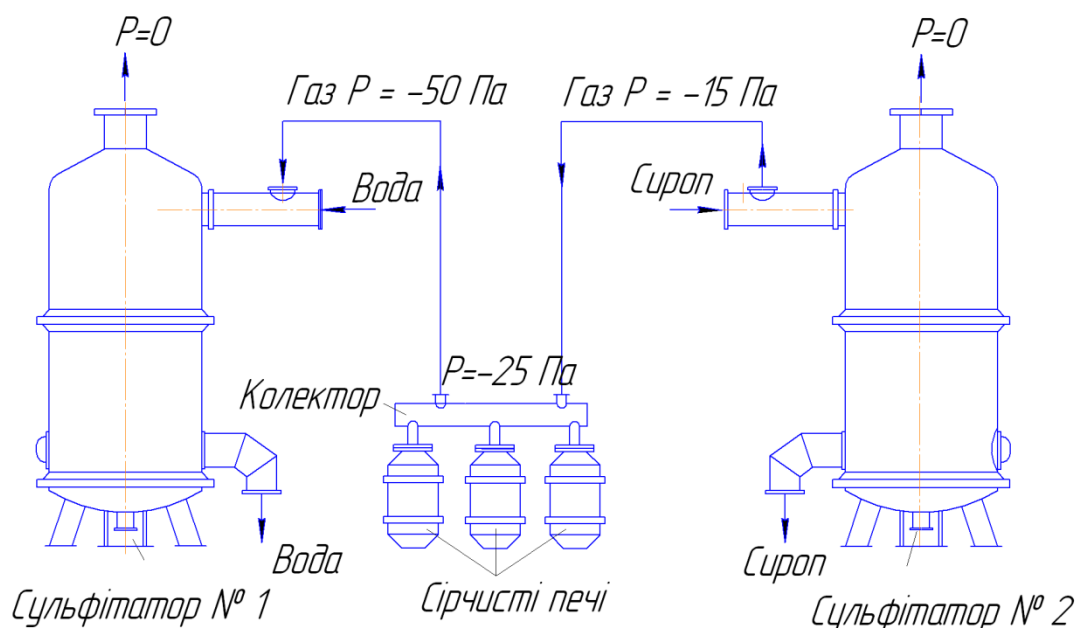 P=0
P=0
Газ P = -50 Па
Газ P = -15 Па
Вода
Сироп
P=-25 Па
Колектор
Вода
Сироп
Сірчисті печі
Сульфітатор № 1
Сульфітатор № 2